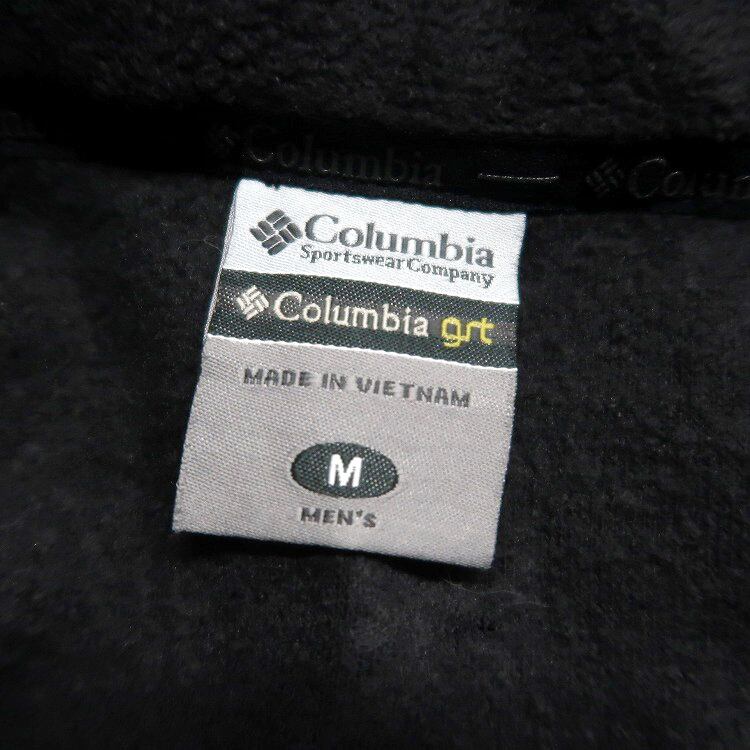 Columbia
Columbia
Columbia
Sportswear Company
Columbia grt
MADE IN VIETNAM
M
MEN'S